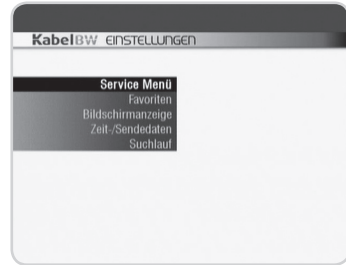 KabelBW EINSTELLUNGEN
Service Menü
Favoriten
Bildschirmanzeige
Zeit-/Sendedaten
Suchlauf